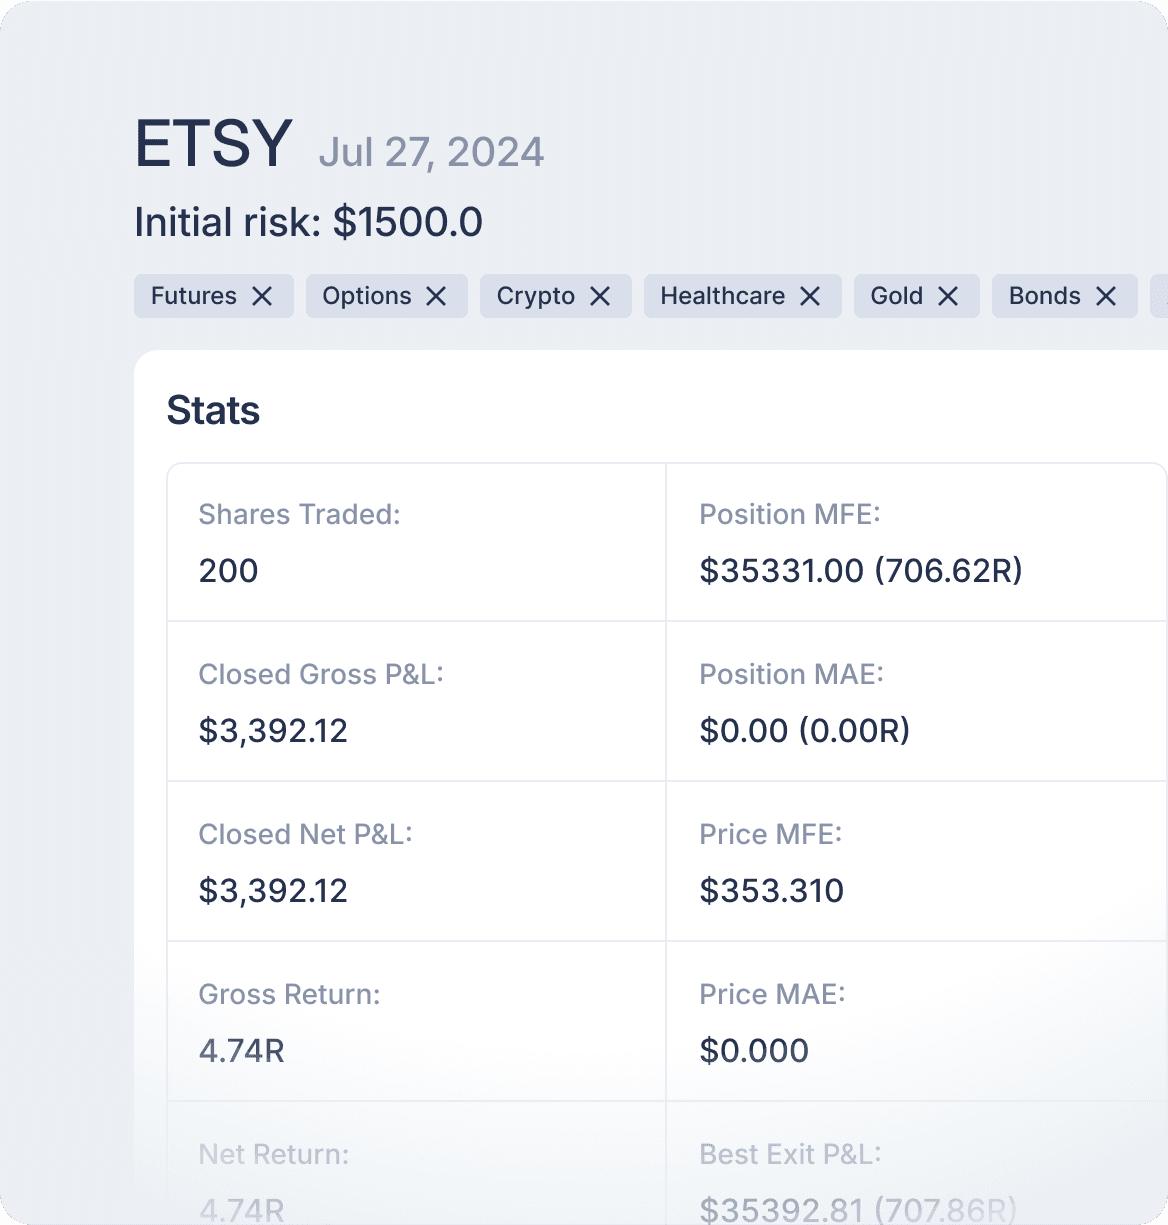 ETSY Jul 27, 2024
Initial risk: $1500.0
Futures Options Crypto Healthcare Gold Bonds
Stats
Shares Traded: Position MFE:
200 $35331.00 (706.62R)
Closed Gross P&L: Position MAE:
$3,392.12 $0.00 (0.00R)
Closed Net P&L: Price MFE:
$3,392.12 $353.310
Gross Return: Price MAE:
4.74R $0.000
Net Return: Best Exit P&L:
4.74R $35392.81 (707.86R)